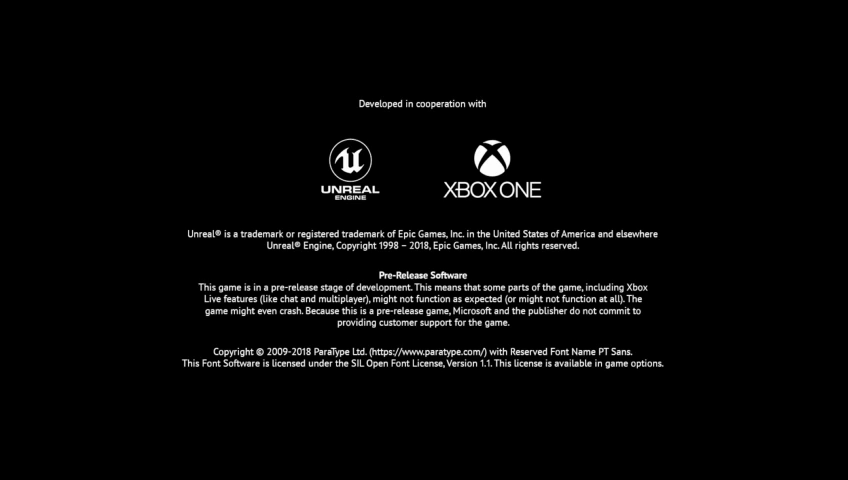 Developed in cooperation with
UNREAL
ENGINE
XBOX ONE
Unreal® is a trademark or registered trademark of Epic Games, Inc. in the United States of America and elsewhere
Unreal® Engine, Copyright 1998 – 2018, Epic Games, Inc. All rights reserved.
Pre-Release Software
This game is in a pre-release stage of development. This means that some parts of the game, including Xbox
Live features (like chat and multiplayer), might not function as expected (or might not function at all). The
game might even crash. Because this is a pre-release game, Microsoft and the publisher do not commit to
providing customer support for the game.
Copyright © 2009-2018 ParaType Ltd. (https://www.paratype.com/) with Reserved Font Name PT Sans.
This Font Software is licensed under the SIL Open Font License, Version 1.1. This license is available in game options.